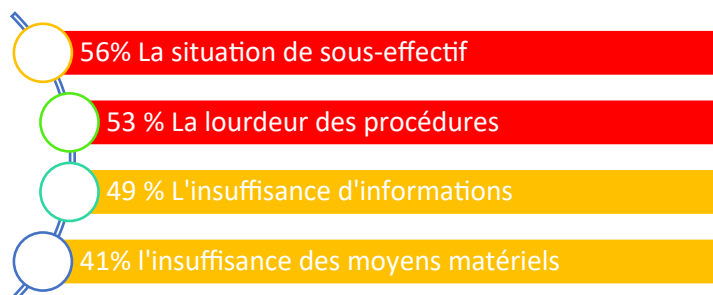 56% La situation de sous-effectif
53 % La lourdeur des procédures
49 % L'insuffisance d'informations
41% l'insuffisance des moyens matériels